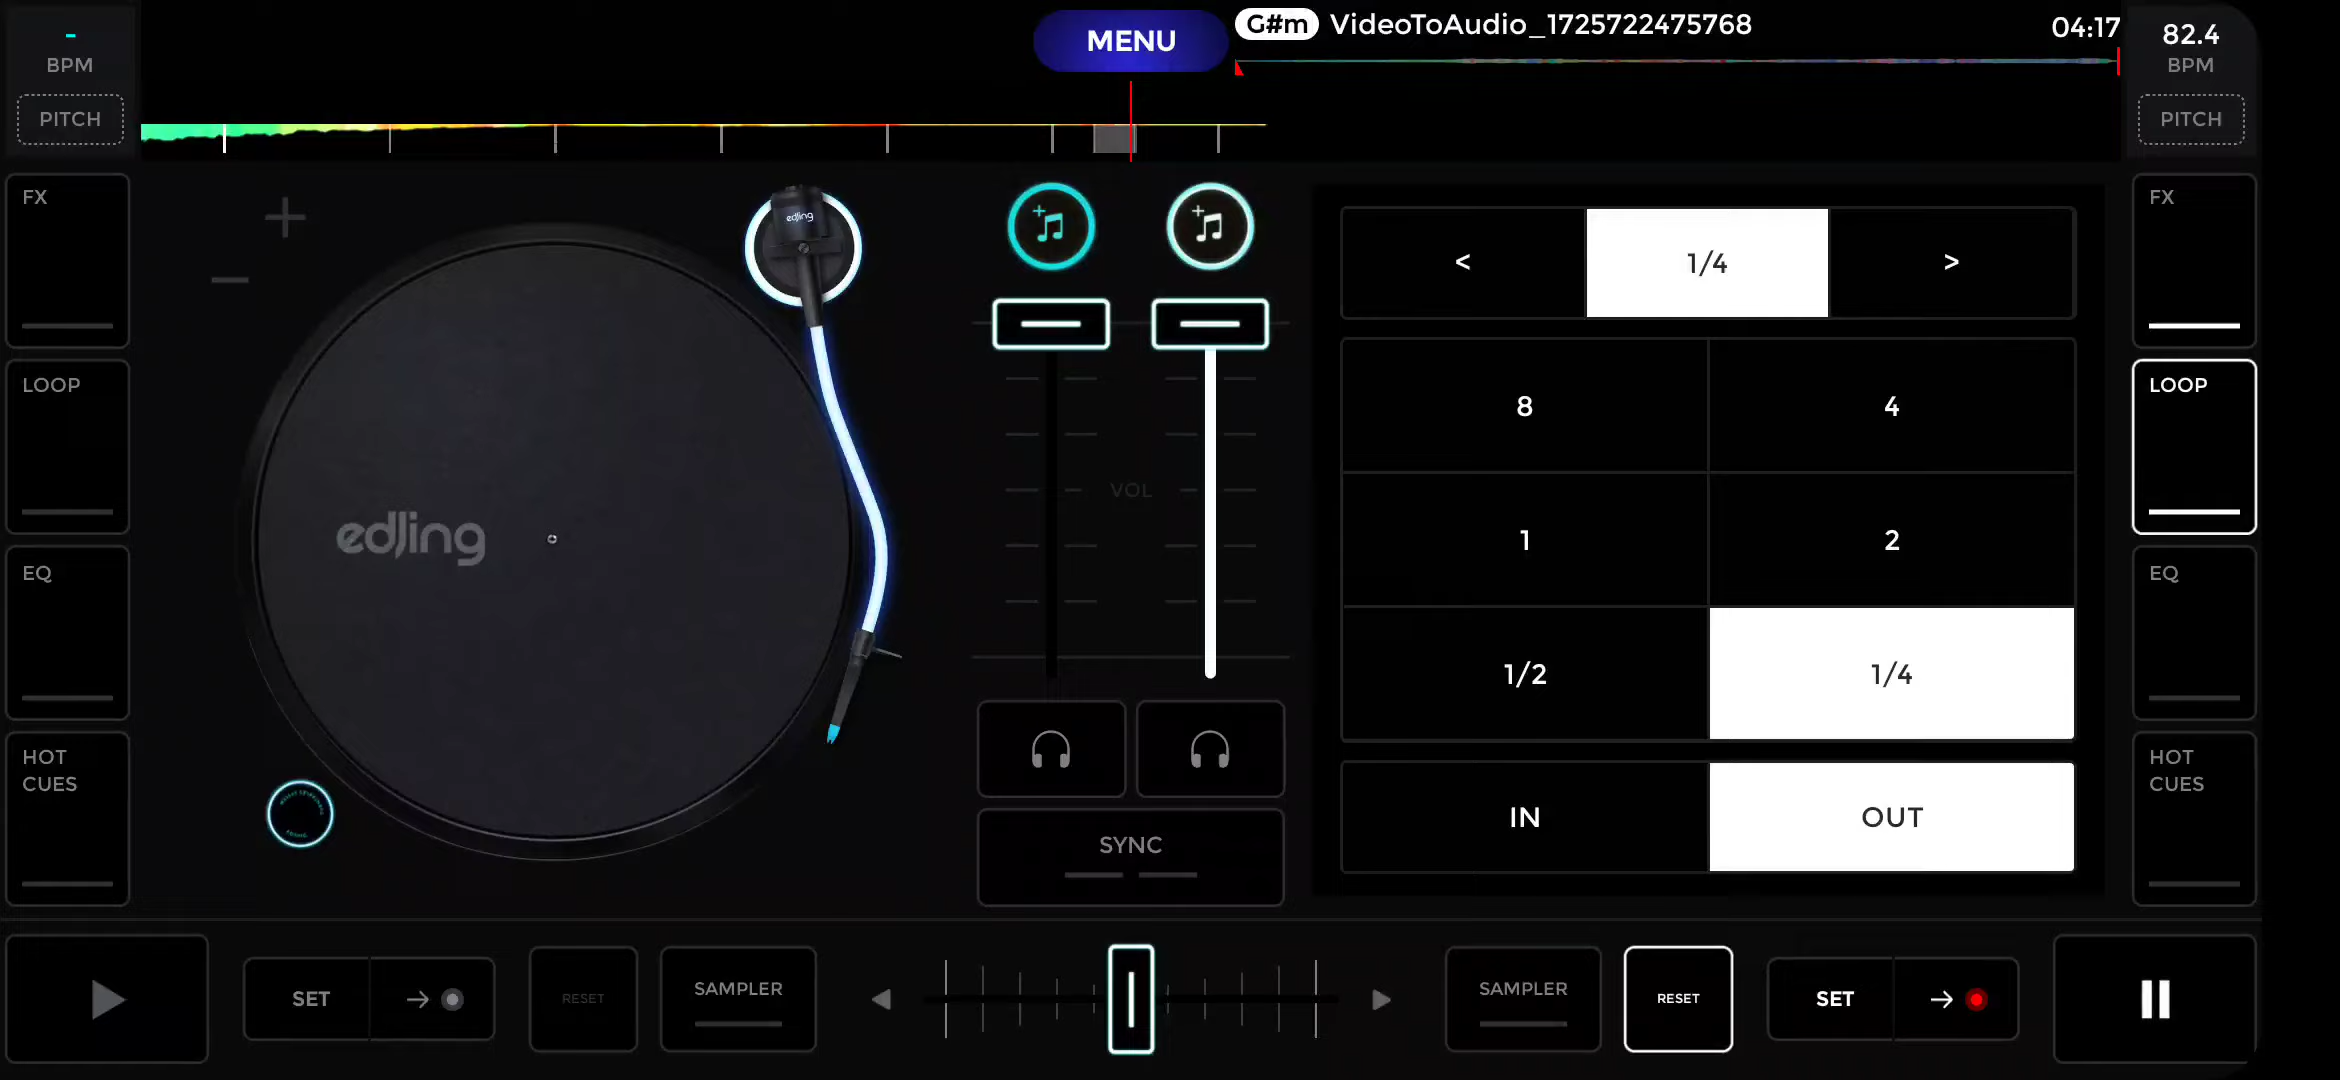 -
BPM
PITCH
MENU
G#m VideoToAudio_1725722475768
04:17
82.4
BPM
PITCH
FX
LOOP
EQ
HOT
CUES
edjing
edjing
VOL
SYNC
< 1/4 >
8 4
1 2
1/2 1/4
IN OUT
FX
LOOP
EQ
HOT
CUES
SET
RESET
SAMPLER
SAMPLER
RESET
SET